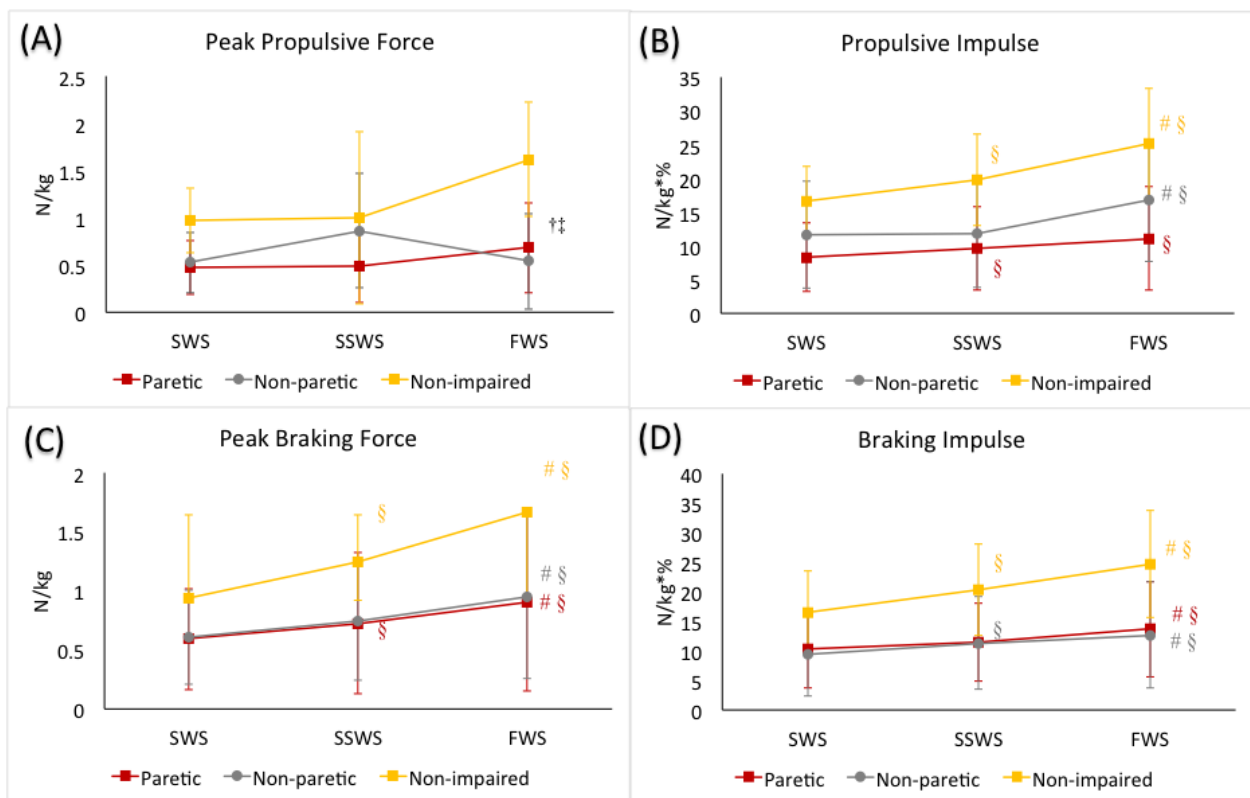 (A)
Peak Propulsive Force
2.5
2
1.5
1
0.5
0
N/kg
†‡
SWS SSWS FWS
Paretic Non-paretic Non-impaired
(B)
Propulsive Impulse
35
30
25
20
15
10
5
0
N/kg*%
§
# §
# §
§
§
SWS SSWS FWS
Paretic Non-paretic Non-impaired
(C)
Peak Braking Force
2
1.5
1
0.5
0
N/kg
# §
§
# §
# §
§
SWS SSWS FWS
Paretic Non-paretic Non-impaired
(D)
Braking Impulse
40
35
30
25
20
15
10
5
0
N/kg*%
§
# §
§
# §
# §
SWS SSWS FWS
Paretic Non-paretic Non-impaired